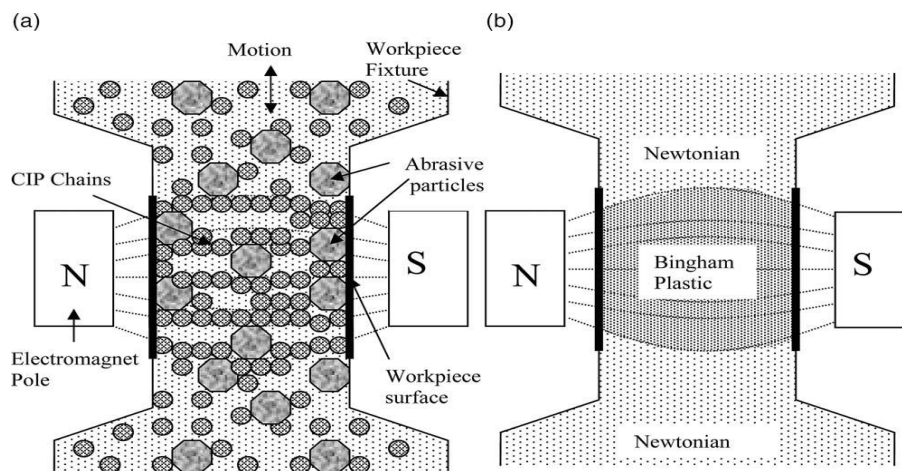 (a)
Motion
Workpiece
Fixture
CIP Chains
Abrasive
particles
N
S
Electromagnet
Pole
Workpiece
surface
(b)
Newtonian
N
Bingham
Plastic
S
Newtonian